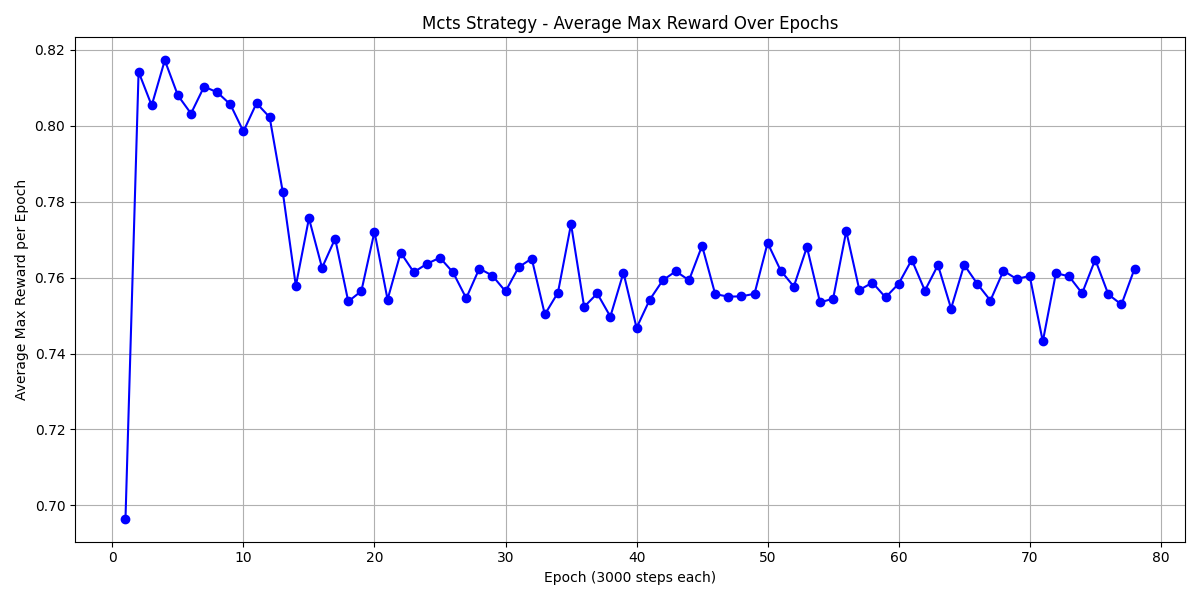 Mcts Strategy - Average Max Reward Over Epochs
Average Max Reward per Epoch
0.82
0.80
0.78
0.76
0.74
0.72
0.70
0 10 20 30 40 50 60 70 80
Epoch (3000 steps each)